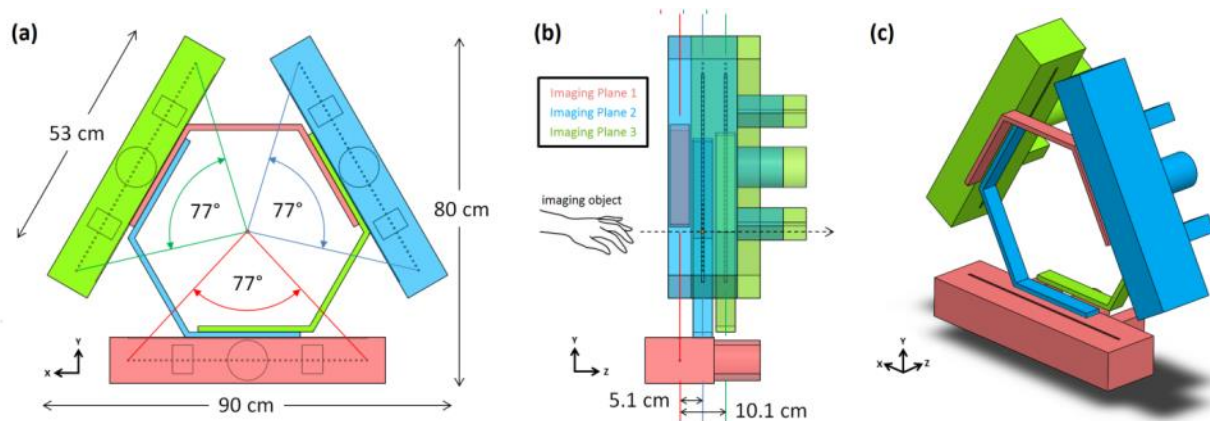 (a)
53 cm
77°
77°
77°
80 cm
90 cm
Y
X
(b)
Imaging Plane 1
Imaging Plane 2
Imaging Plane 3
imaging object
Y
Z
5.1 cm
10.1 cm
(c)
Y
X
Z